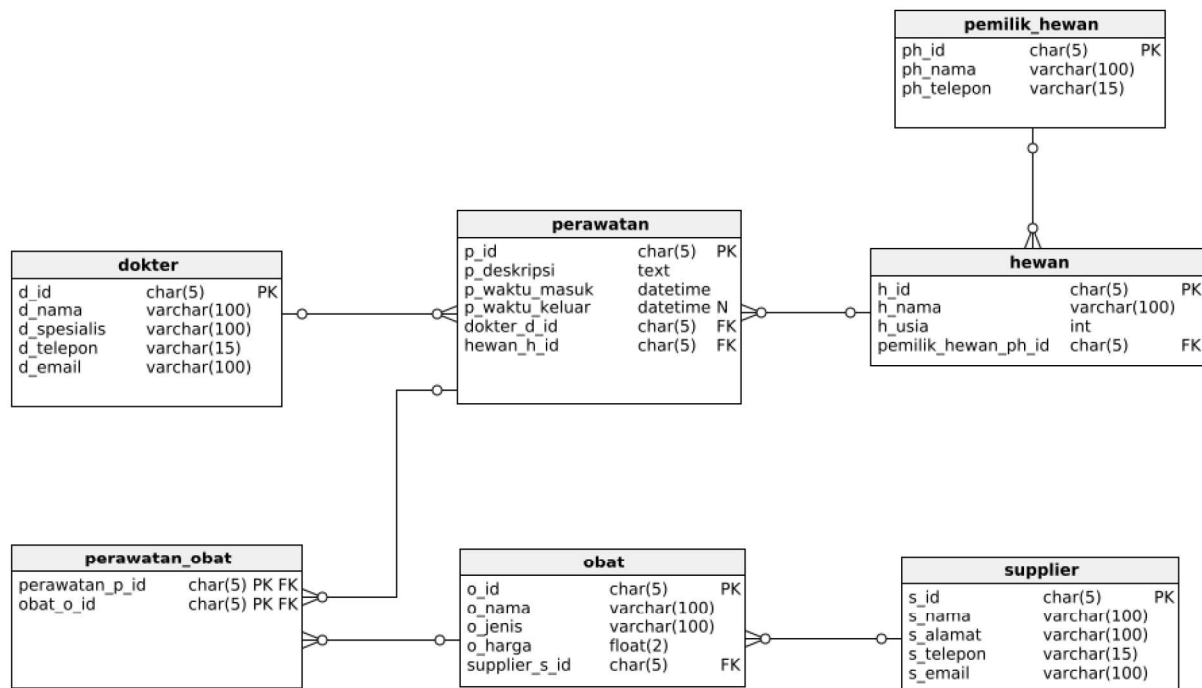 pemilik_hewan
ph_id char(5) PK
ph_nama varchar(100)
ph_telepon varchar(15)
perawatan
p_id char(5) PK
p_deskripsi text
p_waktu_masuk datetime
p_waktu_keluar datetime N
dokter_d_id char(5) FK
hewan_h_id char(5) FK
dokter
d_id char(5) PK
d_nama varchar(100)
d_spesialis varchar(100)
d_telepon varchar(15)
d_email varchar(100)
hewan
h_id char(5) PK
h_nama varchar(100)
h_usia int
pemilik_hewan_ph_id char(5) FK
perawatan_obat
perawatan_p_id char(5) PK FK
obat_o_id char(5) PK FK
obat
o_id char(5) PK
o_nama varchar(100)
o_jenis varchar(100)
o_harga float(2)
supplier_s_id char(5) FK
supplier
s_id char(5) PK
s_nama varchar(100)
s_alamat varchar(100)
s_telepon varchar(15)
s_email varchar(100)